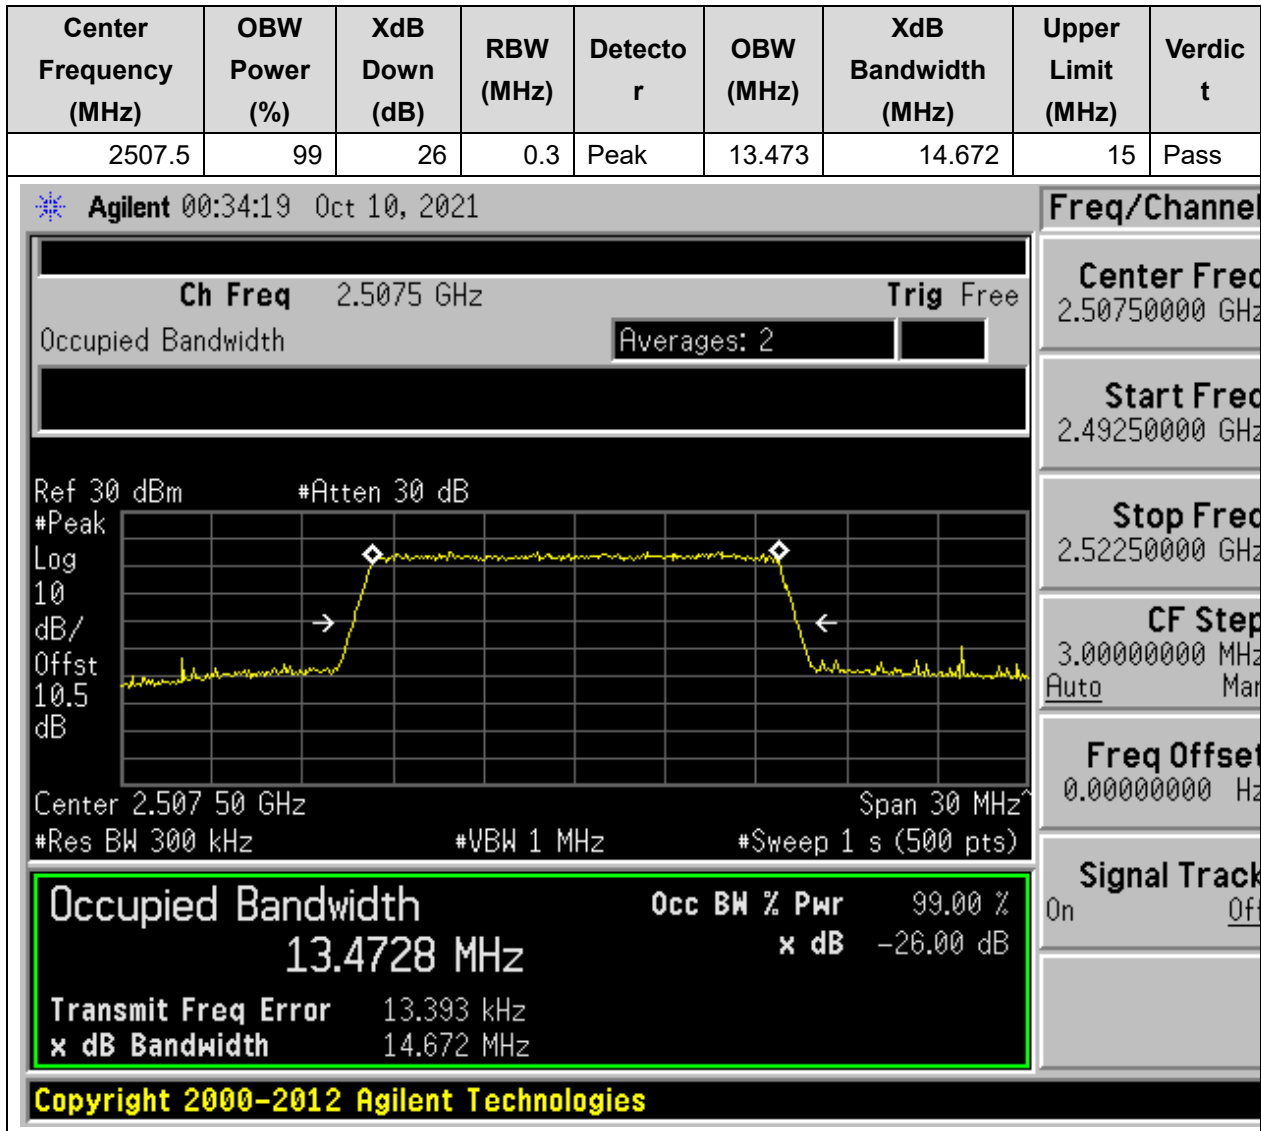 Center Frequency (MHz) OBW Power (%) XdB Down (dB) RBW (MHz) Detecto r OBW (MHz) XdB Bandwidth (MHz) Upper Limit (MHz) Verdic t
2507.5 99 26 0.3 Peak 13.473 14.672 15 Pass
Agilent 00:34:19 Oct 10, 2021
Freq/Channel
Ch Freq 2.5075 GHz Trig Free
Occupied Bandwidth Averages: 2
Center Freq
2.50750000 GHz
Start Freq
2.49250000 GHz
Stop Freq
2.52250000 GHz
CF Step
3.00000000 MHz
Auto Man
Freq Offset
0.00000000 Hz
Signal Track
On Off
Ref 30 dBm #Atten 30 dB
#Peak
Log
10
dB/
Offst
10.5
dB
Center 2.507 50 GHz Span 30 MHz^
#Res BW 300 kHz #VBW 1 MHz #Sweep 1 s (500 pts)
Occupied Bandwidth Occ BW % Pwr 99.00 %
13.4728 MHz x dB -26.00 dB
Transmit Freq Error 13.393 kHz
x dB Bandwidth 14.672 MHz
Copyright 2000-2012 Agilent Technologies